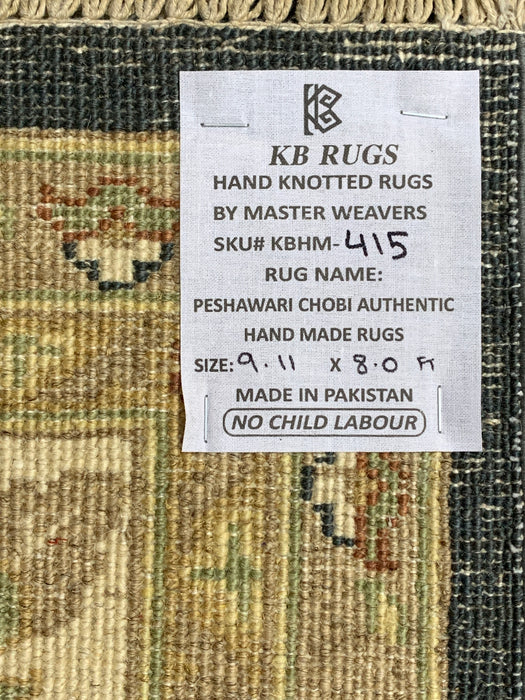 KB RUGS
HAND KNOTTED RUGS
BY MASTER WEAVERS
SKU# KBHM-415
RUG NAME:
PESHAWARI CHOBI AUTHENTIC
HAND MADE RUGS
SIZE: 9.11 X 8.0 FT
MADE IN PAKISTAN
NO CHILD LABOUR